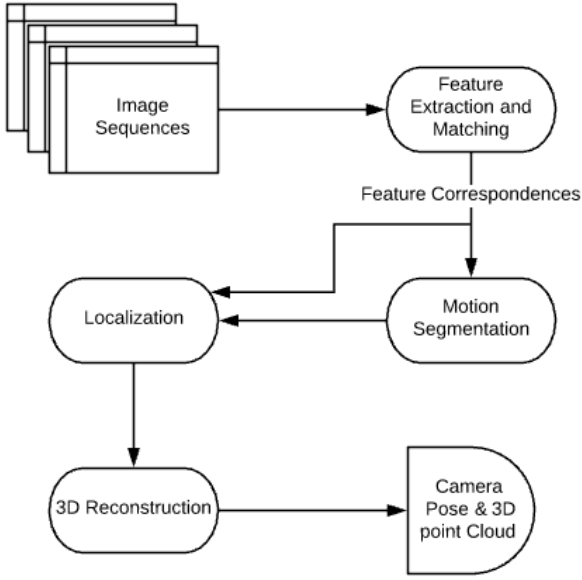 Image
Sequences
Feature
Extraction and
Matching
Feature Correspondences
Localization
Motion
Segmentation
3D Reconstruction
Camera
Pose & 3D
point Cloud